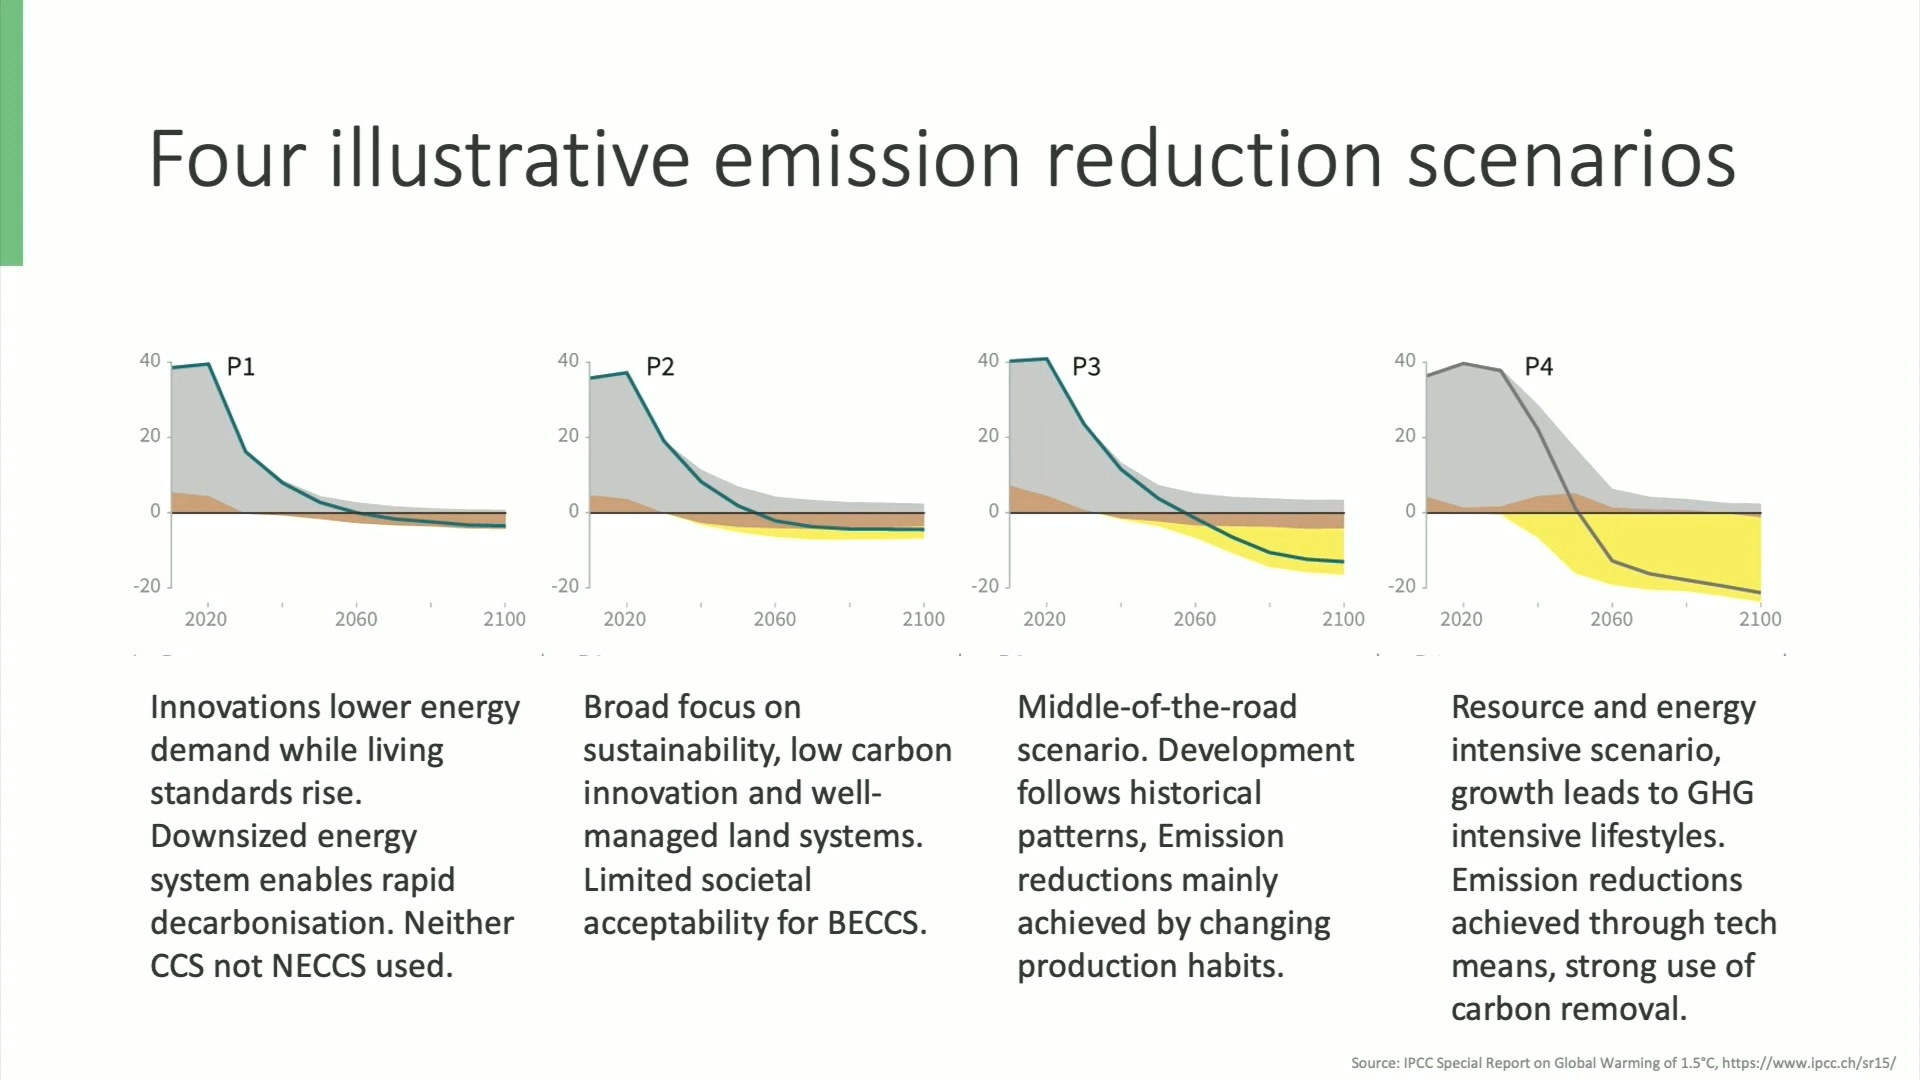 Four illustrative emission reduction scenarios
40
20
0
-20
P1
2020
2060
2100
40
20
0
-20
P2
2020
2060
2100
40
20
0
-20
P3
2020
2060
2100
40
20
0
-20
P4
2020
2060
2100
Innovations lower energy
demand while living
standards rise.
Downsized energy
system enables rapid
decarbonisation. Neither
CCS not NECCS used.
Broad focus on
sustainability, low carbon
innovation and well-
managed land systems.
Limited societal
acceptability for BECCS.
Middle-of-the-road
scenario. Development
follows historical
patterns, Emission
reductions mainly
achieved by changing
production habits.
Resource and energy
intensive scenario,
growth leads to GHG
intensive lifestyles.
Emission reductions
achieved through tech
means, strong use of
carbon removal.
Source: IPCC Special Report on Global Warming of 1.5°C, https://www.ipcc.ch/sr15/